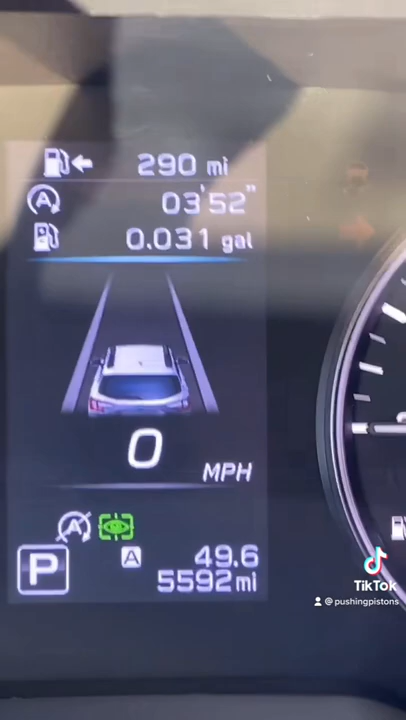 290 mi
A 03'52"
0.031 gal
0
MPH
A
P A 49.6
5592 mi
TikTok
@pushingpistons